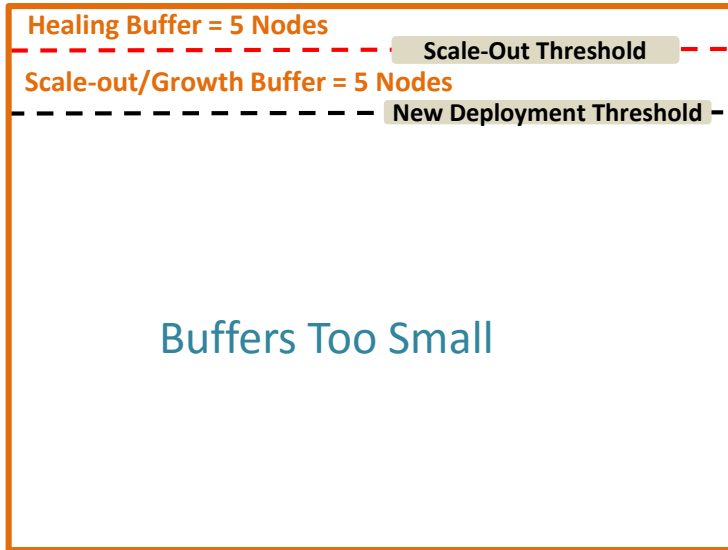 Healing Buffer = 5 Nodes
Scale-Out Threshold
Scale-out/Growth Buffer = 5 Nodes
New Deployment Threshold
Buffers Too Small